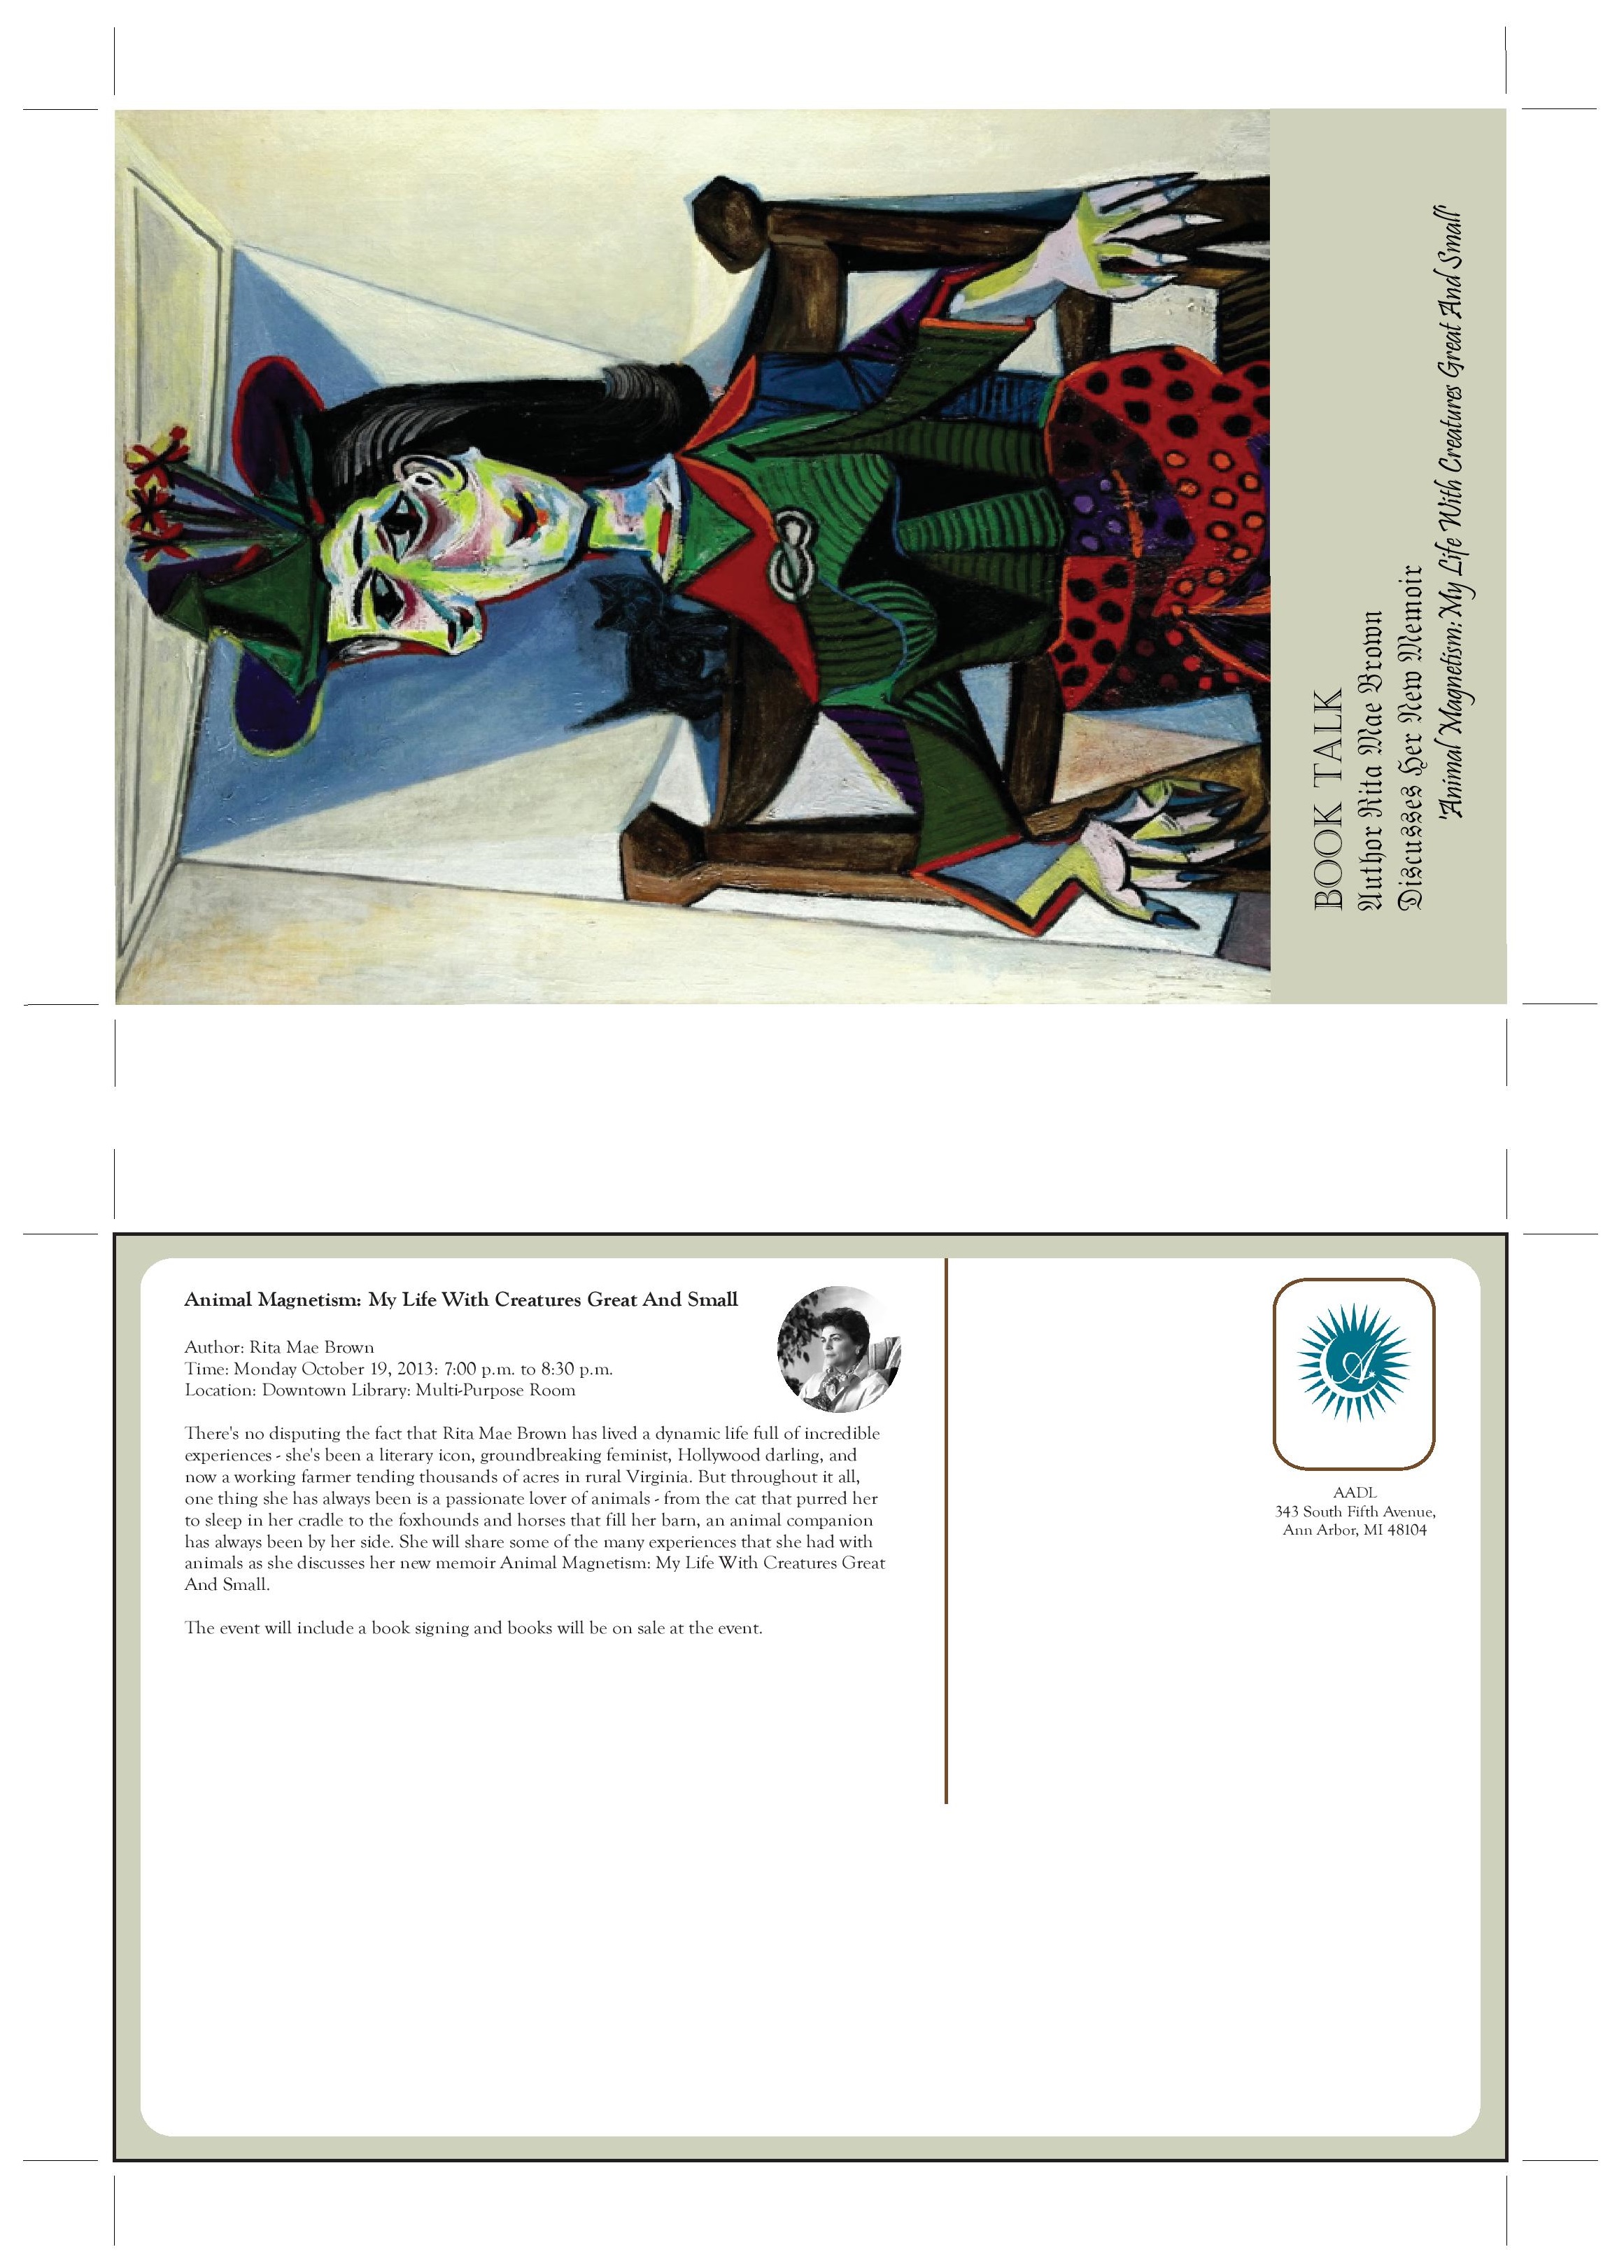 BOOK TALK
Author Rita Mae Brown
Discusses Her New Memoir
'Animal Magnetism: My Life With Creatures Great And Small'
Animal Magnetism: My Life With Creatures Great And Small
Author: Rita Mae Brown
Time: Monday October 19, 2013: 7:00 p.m. to 8:30 p.m.
Location: Downtown Library: Multi-Purpose Room
There's no disputing the fact that Rita Mae Brown has lived a dynamic life full of incredible
experiences - she's been a literary icon, groundbreaking feminist, Hollywood darling, and
now a working farmer tending thousands of acres in rural Virginia. But throughout it all,
one thing she has always been is a passionate lover of animals - from the cat that purred her
to sleep in her cradle to the foxhounds and horses that fill her barn, an animal companion
has always been by her side. She will share some of the many experiences that she had with
animals as she discusses her new memoir Animal Magnetism: My Life With Creatures Great
And Small.
The event will include a book signing and books will be on sale at the event.
A
AADL
343 South Fifth Avenue,
Ann Arbor, MI 48104